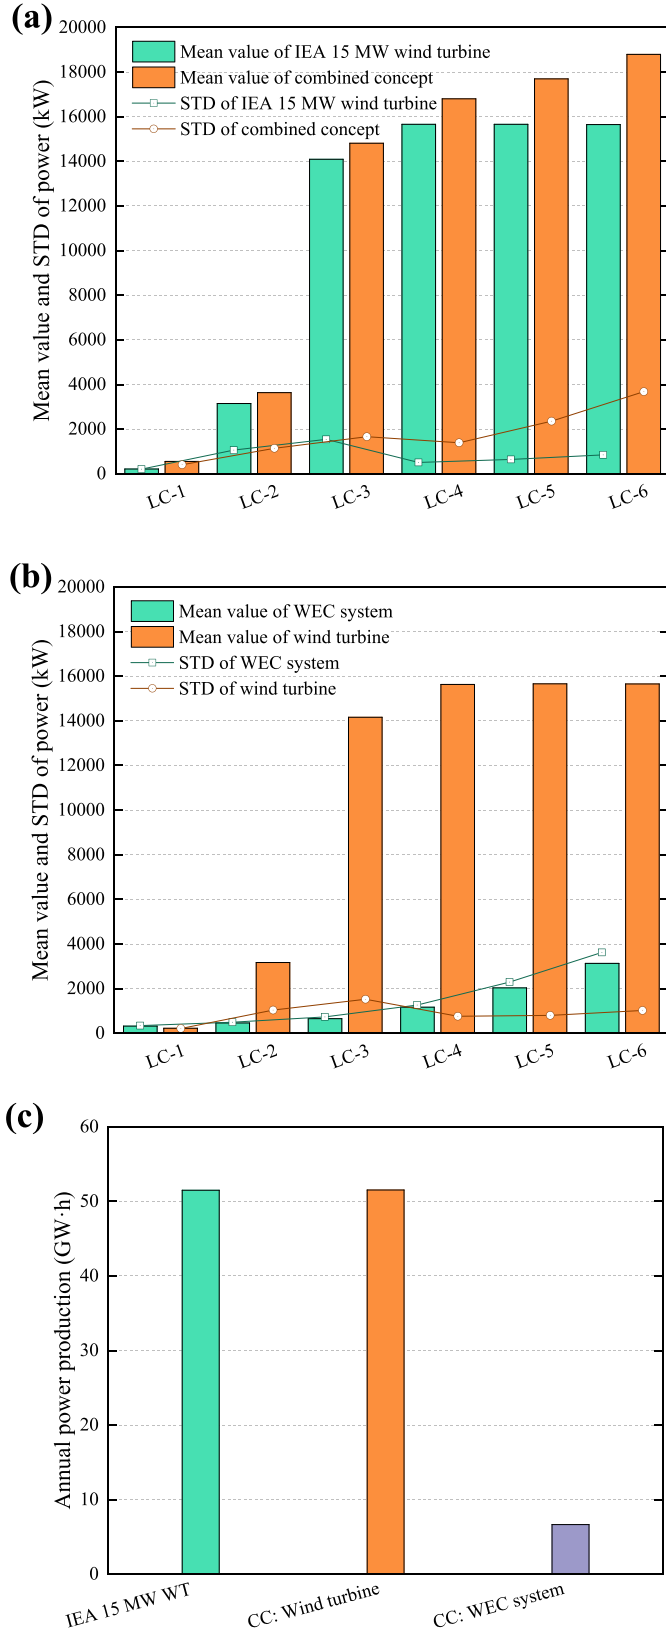 (a)
20000
18000
16000
14000
12000
10000
8000
6000
4000
2000
0
Mean value and STD of power (kW)
Mean value of IEA 15 MW wind turbine
Mean value of combined concept
STD of IEA 15 MW wind turbine
STD of combined concept
LC-1
LC-2
LC-3
LC-4
LC-5
LC-6
(b)
20000
18000
16000
14000
12000
10000
8000
6000
4000
2000
0
Mean value and STD of power (kW)
Mean value of WEC system
Mean value of wind turbine
STD of WEC system
STD of wind turbine
LC-1
LC-2
LC-3
LC-4
LC-5
LC-6
(c)
60
50
40
30
20
10
0
Annual power production (GW·h)
IEA 15 MW WT
CC: Wind turbine
CC: WEC system